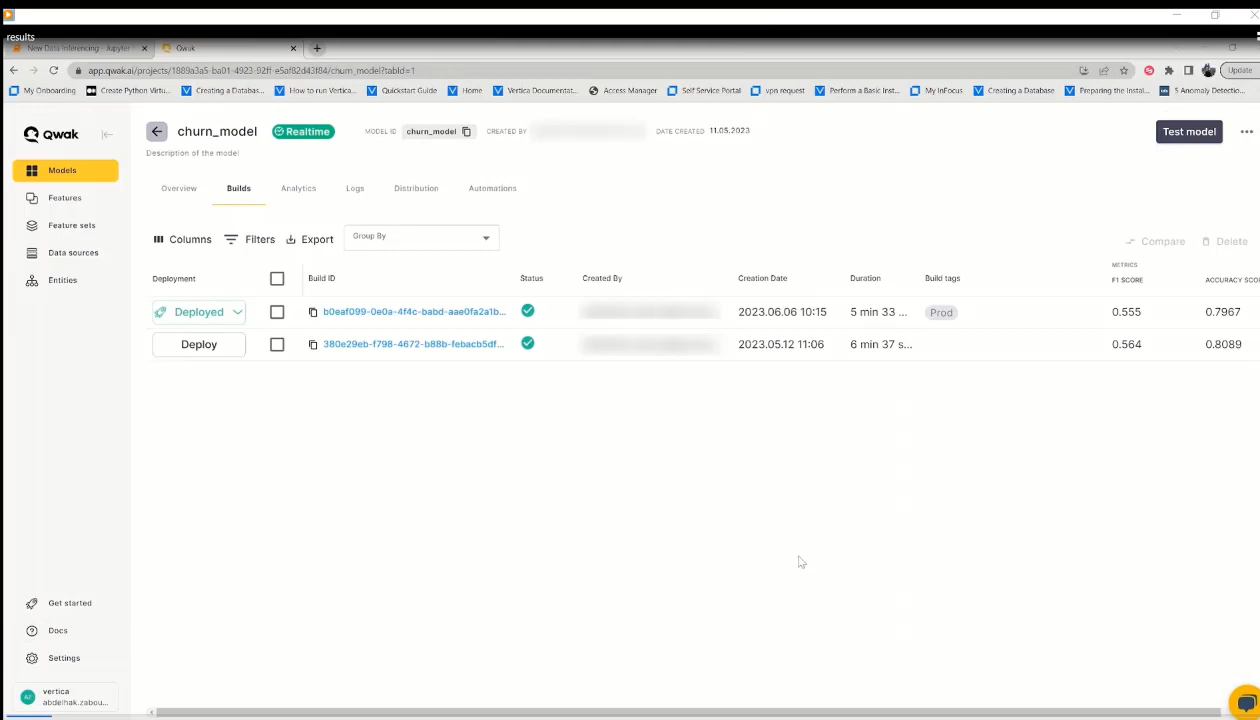 results
New Data Inferencing - Jupyter
Qwak
app.qwak.ai/projects/1889a3a5-ba01-4923-92ff-e5af82d43f84/churn_model?tabId=1
Update
My Onboarding
Create Python Virtu...
Creating a Databas...
How to run Vertica...
Quickstart Guide
Home
Vertica Documentat...
Access Manager
Self Service Portal
vpn request
Perform a Basic Inst...
My InFocus
Creating a Database
Preparing the Instal...
5 Anomaly Detectio...
Qwak
churn_model
Realtime
MODEL ID churn_model
CREATED BY
DATE CREATED 11.05.2023
Test model
Description of the model
Models
Features
Feature sets
Data sources
Entities
Overview
Builds
Analytics
Logs
Distribution
Automations
Columns
Filters
Export
Group By
Compare
Delete
METRICS
Deployment
Build ID
Status
Created By
Creation Date
Duration
Build tags
F1 SCORE
ACCURACY SCO
Deployed
b0eaf099-0e0a-4f4c-babd-aae0fa2a1b...
2023.06.06 10:15
5 min 33 ...
Prod
0.555
0.7967
Deploy
380e29eb-f798-4672-b88b-febacb5df...
2023.05.12 11:06
6 min 37 s...
0.564
0.8089
Get started
Docs
Settings
AZ
vertica
abdelhak.zabou...